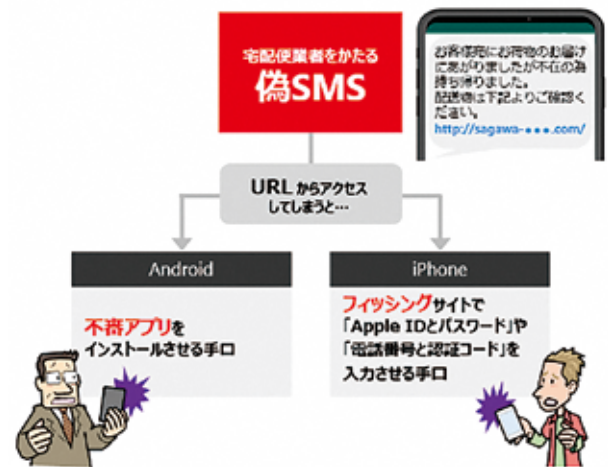 宅配便業者をかたる
偽SMS
お客様宛にお荷物のお届け
にあがりましたが不在の為
持ち帰りました。
配送物は下記よりご確認く
ださい。
http://sagawa-●●●.com/
URLからアクセス
してしまうと…
Android
不審アプリを
インストールさせる手口
iPhone
フィッシングサイトで
「Apple IDとパスワード」や
「電話番号と認証コード」を
入力させる手口